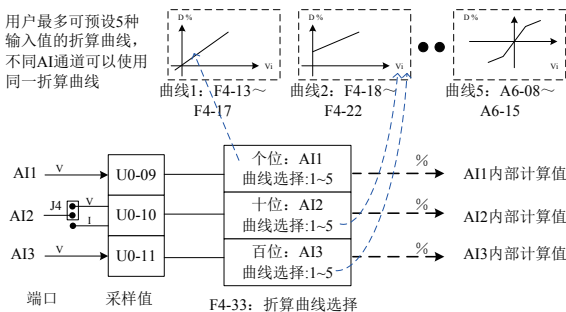 用户最多可预设5种
输入值的折算曲线，
不同AI通道可以使用
同一折算曲线
D%
Vi
曲线1：F4-13～
F4-17
D%
Vi
曲线2：F4-18～
F4-22
D%
Vi
曲线5：A6-08～
A6-15
AI1
V
U0-09
个位：AI1
曲线选择:1~5
%
AI1内部计算值
AI2
J4
V
I
U0-10
十位：AI2
曲线选择:1~5
%
AI2内部计算值
AI3
V
U0-11
百位：AI3
曲线选择:1~5
%
AI3内部计算值
端口
采样值
F4-33：折算曲线选择